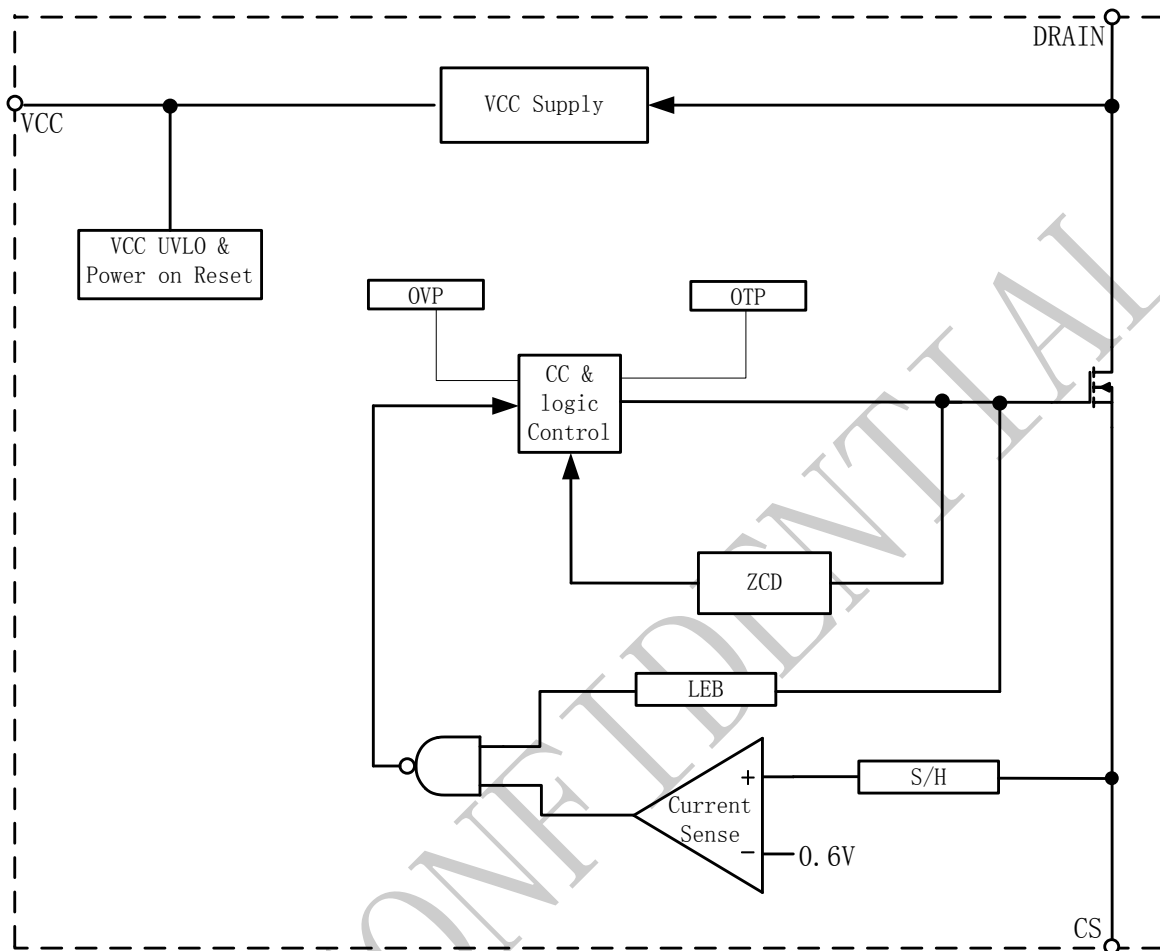 DRAIN
VCC Supply
VCC
VCC UVLO &
Power on Reset
OVP
OTP
CC &
logic
Control
ZCD
LEB
+
Current
Sense
−
S/H
0.6V
CS
ONFIDENTIAL